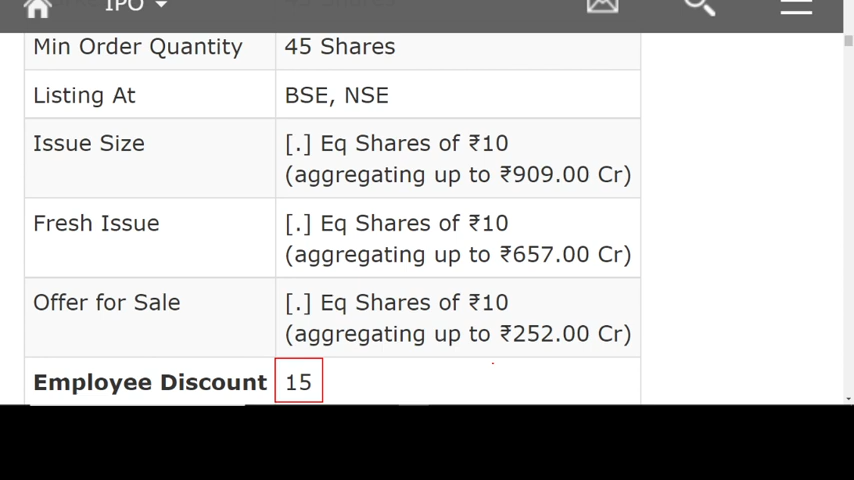 IPO
Min Order Quantity 45 Shares
Listing At BSE, NSE
Issue Size [.] Eq Shares of ₹10
(aggregating up to ₹909.00 Cr)
Fresh Issue [.] Eq Shares of ₹10
(aggregating up to ₹657.00 Cr)
Offer for Sale [.] Eq Shares of ₹10
(aggregating up to ₹252.00 Cr)
Employee Discount 15